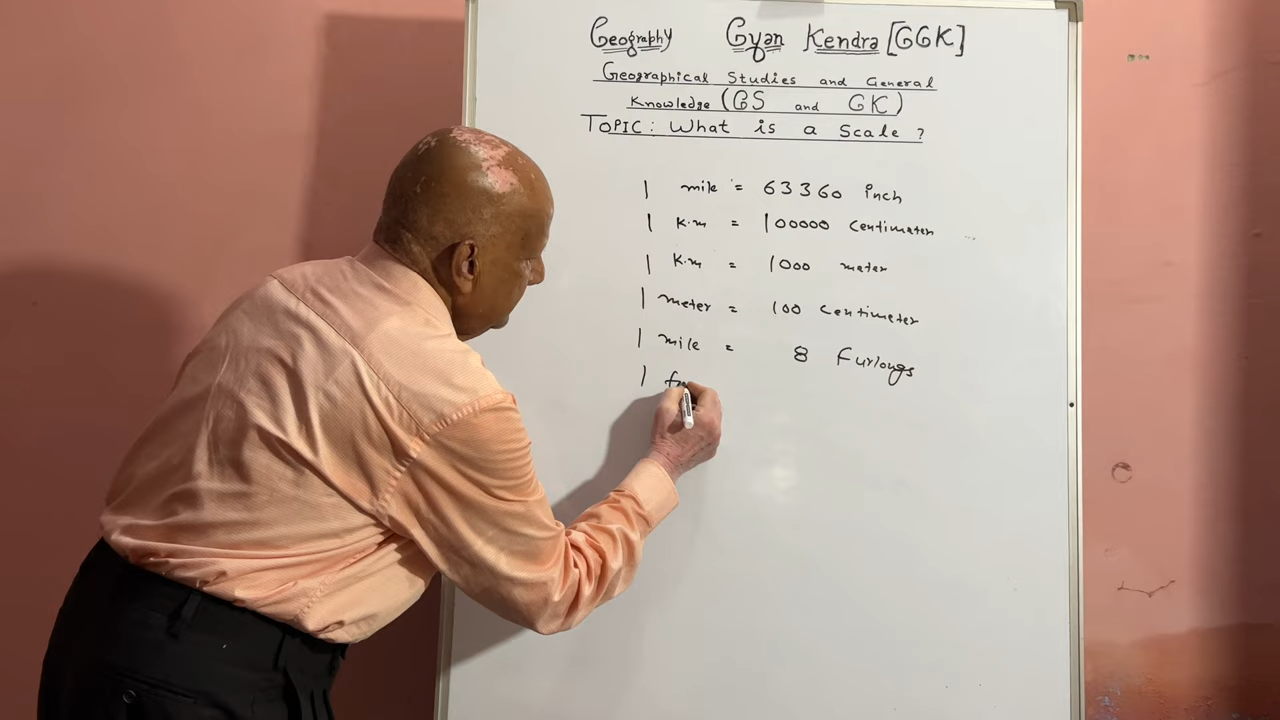 Geography Gyan Kendra [GGK]
Geographical Studies and General
Knowledge (GS and GK)
TOPIC: What is a Scale?
1 mile = 63360 inch
1 K.m = 100000 Centimeter
1 K.m = 1000 meter
1 meter = 100 Centimeter
1 mile = 8 Furlongs
1